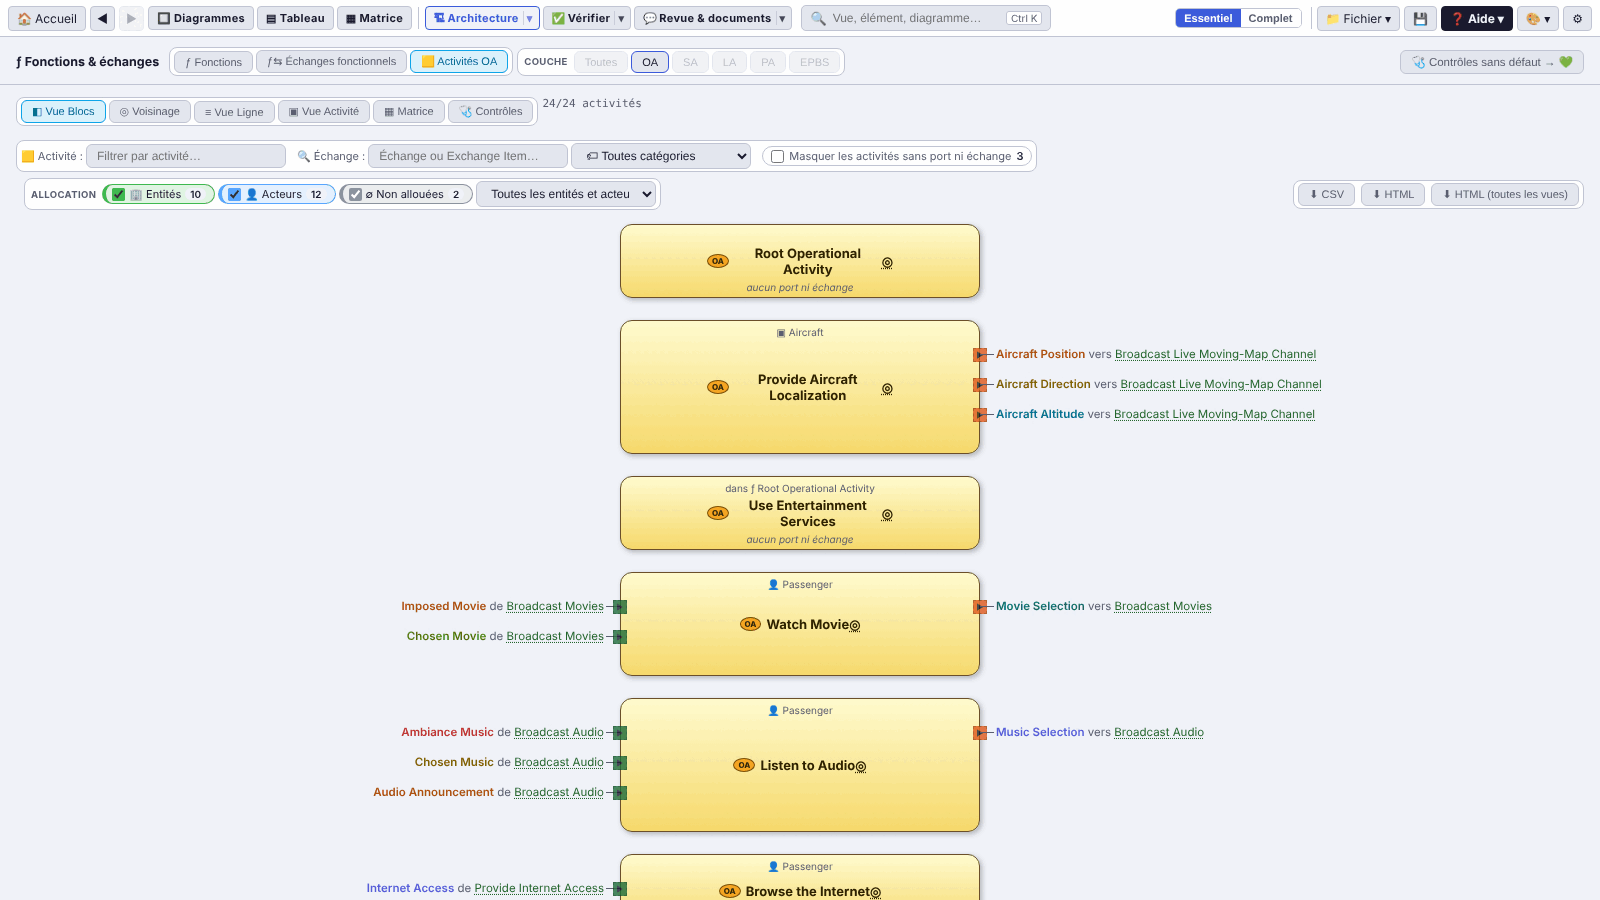 Accueil Diagrammes Tableau Matrice Architecture Vérifier Revue & documents Vue, élément, diagramme… Ctrl K Essentiel Complet Fichier Aide
Fonctions & échanges Fonctions Échanges fonctionnels Activités OA COUCHE Toutes OA SA LA PA EPBS Contrôles sans défaut →
Vue Blocs Voisinage Vue Ligne Vue Activité Matrice Contrôles 24/24 activités
Activité : Filtrer par activité… Échange : Échange ou Exchange Item… Toutes catégories Masquer les activités sans port ni échange 3
ALLOCATION Entités 10 Acteurs 12 ∅ Non allouées 2 Toutes les entités et acteu CSV HTML HTML (toutes les vues)
OA Root Operational
Activity
aucun port ni échange
Aircraft
Aircraft Position vers Broadcast Live Moving-Map Channel
OA Provide Aircraft
Localization
Aircraft Direction vers Broadcast Live Moving-Map Channel
Aircraft Altitude vers Broadcast Live Moving-Map Channel
dans ƒ Root Operational Activity
OA Use Entertainment
Services
aucun port ni échange
Passenger
Imposed Movie de Broadcast Movies
Movie Selection vers Broadcast Movies
OA Watch Movie
Chosen Movie de Broadcast Movies
Passenger
Ambiance Music de Broadcast Audio
Music Selection vers Broadcast Audio
Chosen Music de Broadcast Audio
OA Listen to Audio
Audio Announcement de Broadcast Audio
Passenger
Internet Access de Provide Internet Access
OA Browse the Internet